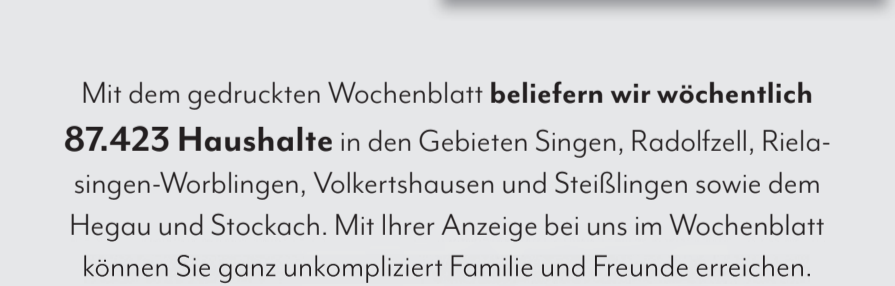 Mit dem gedruckten Wochenblatt beliefern wir wöchentlich
87.423 Haushalte in den Gebieten Singen, Radolfzell, Riela-
singen-Worblingen, Volkertshausen und Steißlingen sowie dem
Hegau und Stockach. Mit Ihrer Anzeige bei uns im Wochenblatt
können Sie ganz unkompliziert Familie und Freunde erreichen.